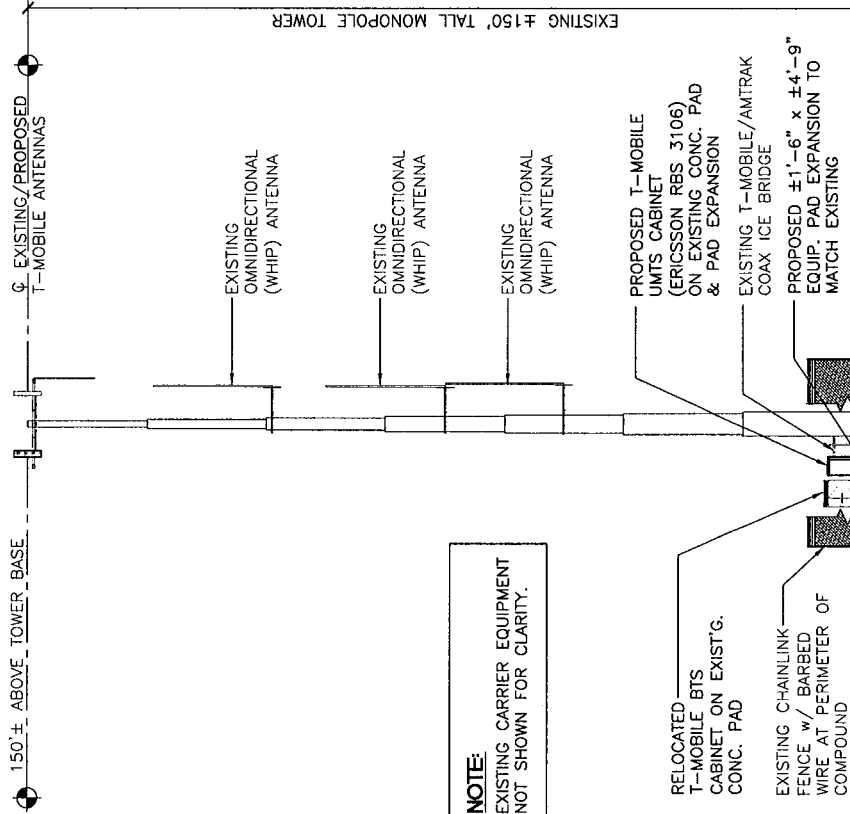 150'± ABOVE TOWER BASE
℄ EXISTING/PROPOSED
T-MOBILE ANTENNAS
EXISTING ±150' TALL MONOPOLE TOWER
EXISTING
OMNIDIRECTIONAL
(WHIP) ANTENNA
EXISTING
OMNIDIRECTIONAL
(WHIP) ANTENNA
EXISTING
OMNIDIRECTIONAL
(WHIP) ANTENNA
NOTE:
EXISTING CARRIER EQUIPMENT
NOT SHOWN FOR CLARITY.
PROPOSED T-MOBILE
UMTS CABINET
(ERICSSON RBS 3106)
ON EXISTING CONC. PAD
& PAD EXPANSION
EXISTING T-MOBILE/AMTRAK
COAX ICE BRIDGE
PROPOSED ±1'-6" x ±4'-9"
EQUIP. PAD EXPANSION TO
MATCH EXISTING
RELOCATED
T-MOBILE BTS
CABINET ON EXIST'G.
CONC. PAD
EXISTING CHAINLINK
FENCE w/ BARBED
WIRE AT PERIMETER OF
COMPOUND